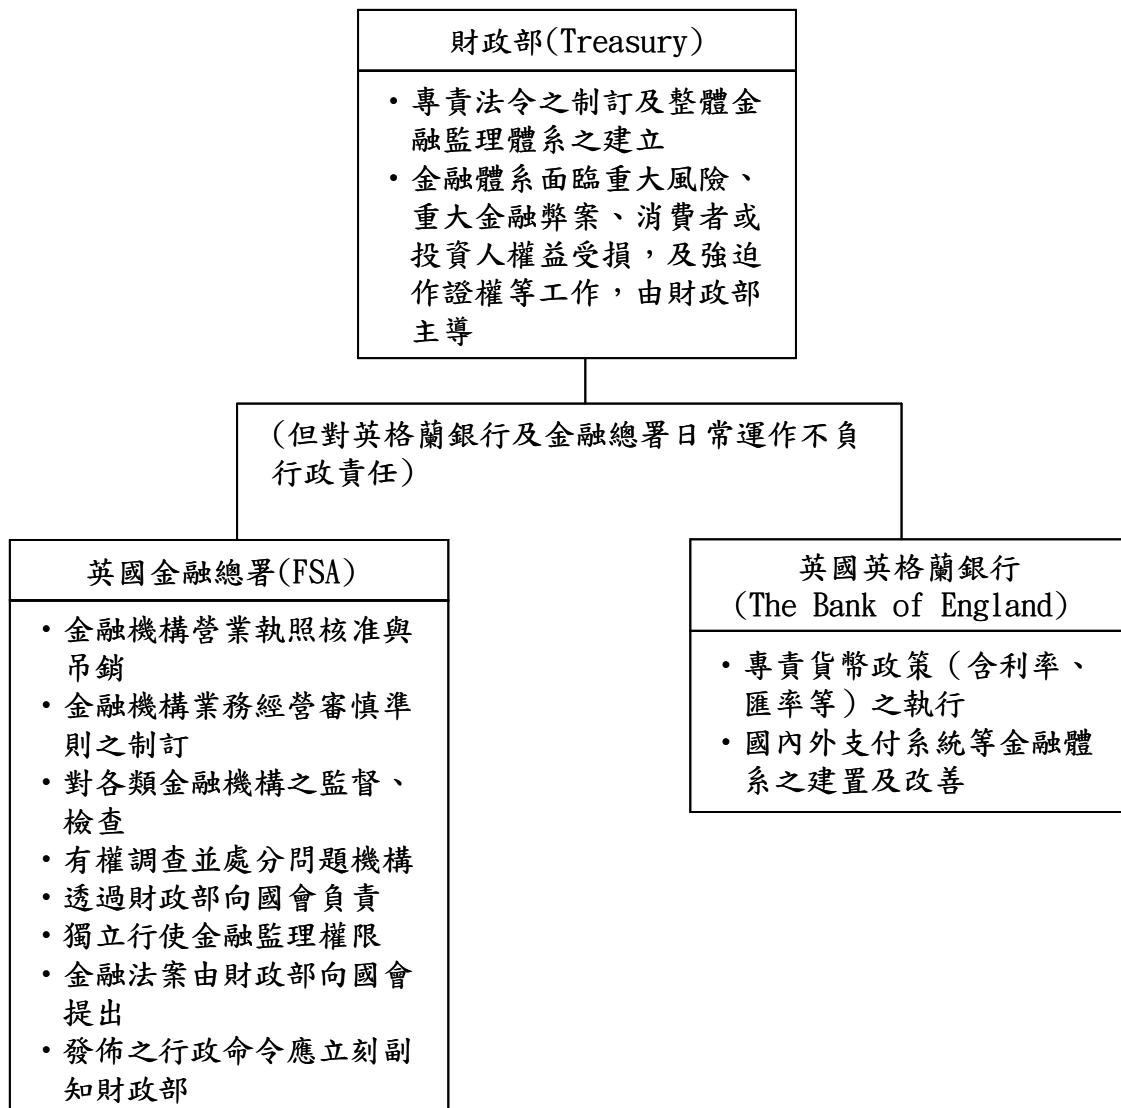 財政部(Treasury)
・專責法令之制訂及整體金
融監理體系之建立
・金融體系面臨重大風險、
重大金融弊案、消費者或
投資人權益受損,及強迫
作證權等工作,由財政部
主導
(但對英格蘭銀行及金融總署日常運作不負
行政責任)
英國金融總署(FSA)
・金融機構營業執照核准與
吊銷
・金融機構業務經營審慎準
則之制訂
・對各類金融機構之監督、
檢查
・有權調查並處分問題機構
・透過財政部向國會負責
・獨立行使金融監理權限
・金融法案由財政部向國會
提出
・發佈之行政命令應立刻副
知財政部
英國英格蘭銀行
(The Bank of England)
・專責貨幣政策（含利率、
匯率等）之執行
・國內外支付系統等金融體
系之建置及改善